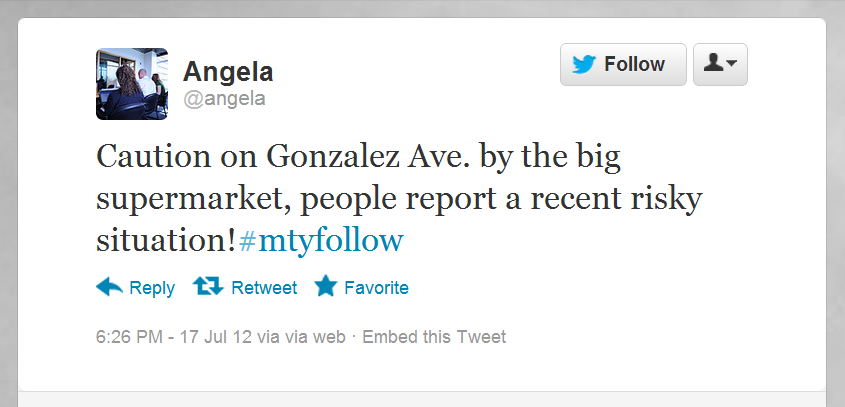 Angela
@angela
Follow
Caution on Gonzalez Ave. by the big
supermarket, people report a recent risky
situation!#mtyfollow
Reply Retweet Favorite
6:26 PM - 17 Jul 12 via via web · Embed this Tweet